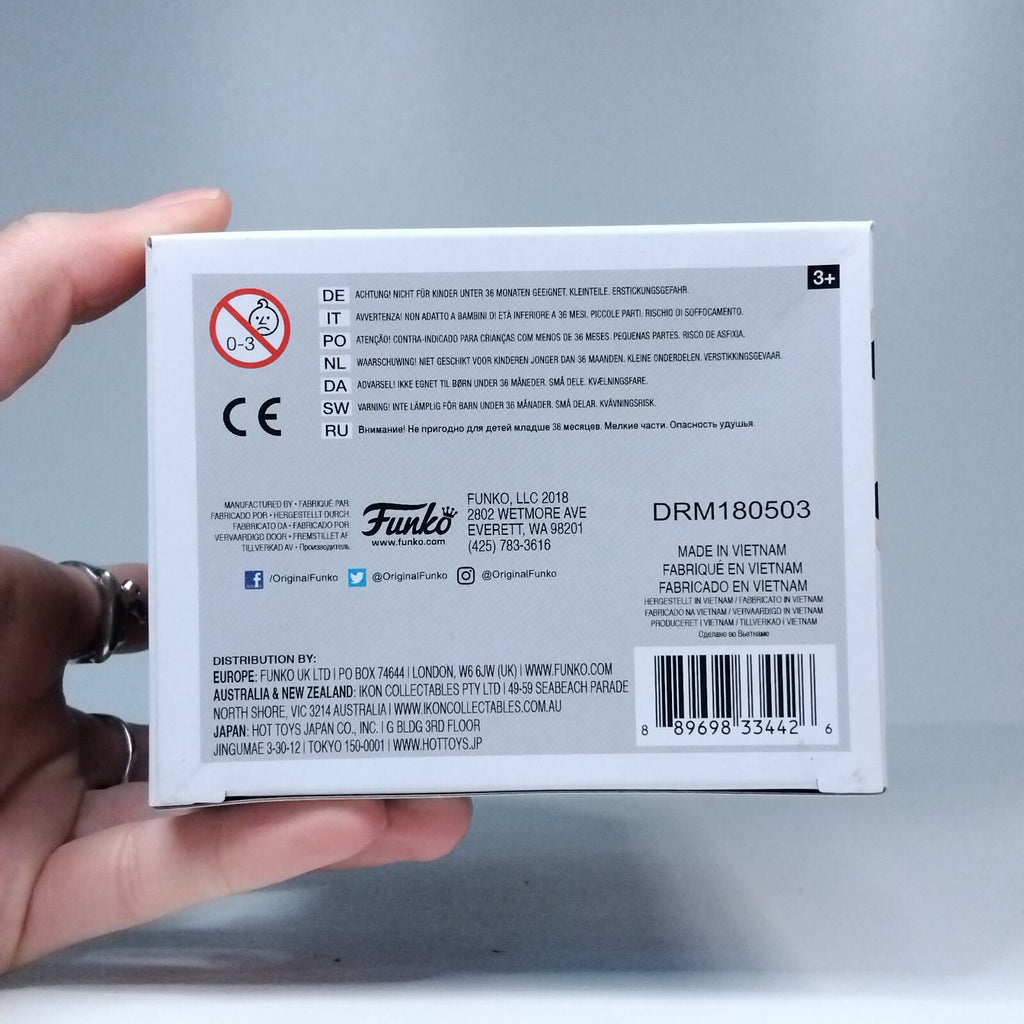 3+
0-3
DE ACHTUNG! NICHT FÜR KINDER UNTER 36 MONATEN GEEIGNET. KLEINTEILE. ERSTICKUNGSGEFAHR.
IT AVVERTENZA! NON ADATTO A BAMBINI DI ETÀ INFERIORE A 36 MESI. PICCOLE PARTI. RISCHIO DI SOFFOCAMENTO.
PO ATENÇÃO! CONTRA-INDICADO PARA CRIANÇAS COM MENOS DE 36 MESES. PEQUENAS PARTES. RISCO DE ASFIXIA.
NL WAARSCHUWING! NIET GESCHIKT VOOR KINDEREN JONGER DAN 36 MAANDEN. KLEINE ONDERDELEN. VERSTIKKINGSGEVAAR.
DA ADVARSEL! IKKE EGNET TIL BØRN UNDER 36 MÅNEDER. SMÅ DELE. KVÆLNINGSFARE.
SW VARNING! INTE LÄMPLIG FÖR BARN UNDER 36 MÅNADER. SMÅ DELAR. KVÄVNINGSRISK.
RU Внимание! Не пригодно для детей младше 36 месяцев. Мелкие части. Опасность удушья.
CE
MANUFACTURED BY • FABRIQUÉ PAR
FABRICADO POR • HERGESTELLT DURCH
FABBRICATO DA • FABRICADO POR
VERVAARDIGD DOOR • FREMSTILLET AF
TILLVERKAD AV • Производитель
Funko
www.funko.com
FUNKO, LLC 2018
2802 WETMORE AVE
EVERETT, WA 98201
(425) 783-3616
/OriginalFunko @OriginalFunko @OriginalFunko
DRM180503
MADE IN VIETNAM
FABRIQUÉ EN VIETNAM
FABRICADO EN VIETNAM
HERGESTELLT IN VIETNAM / FABBRICATO IN VIETNAM
FABRICADO NA VIETNAM / VERVAARDIGD IN VIETNAM
PRODUCERET I VIETNAM / TILLVERKAD I VIETNAM
Сделано во Вьетнаме
DISTRIBUTION BY:
EUROPE: FUNKO UK LTD | PO BOX 74644 | LONDON, W6 6JW (UK) | WWW.FUNKO.COM
AUSTRALIA & NEW ZEALAND: IKON COLLECTABLES PTY LTD | 49-59 SEABEACH PARADE
NORTH SHORE, VIC 3214 AUSTRALIA | WWW.IKONCOLLECTABLES.COM.AU
JAPAN: HOT TOYS JAPAN CO., INC. | G BLDG 3RD FLOOR
JINGUMAE 3-30-12 | TOKYO 150-0001 | WWW.HOTTOYS.JP
8 89698 33442 6